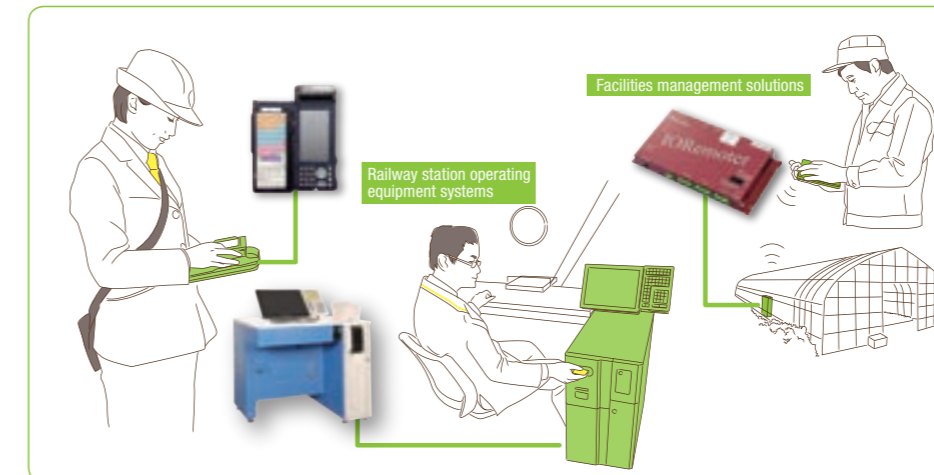 Facilities management solutions
IORemoter
Railway station operating
equipment systems